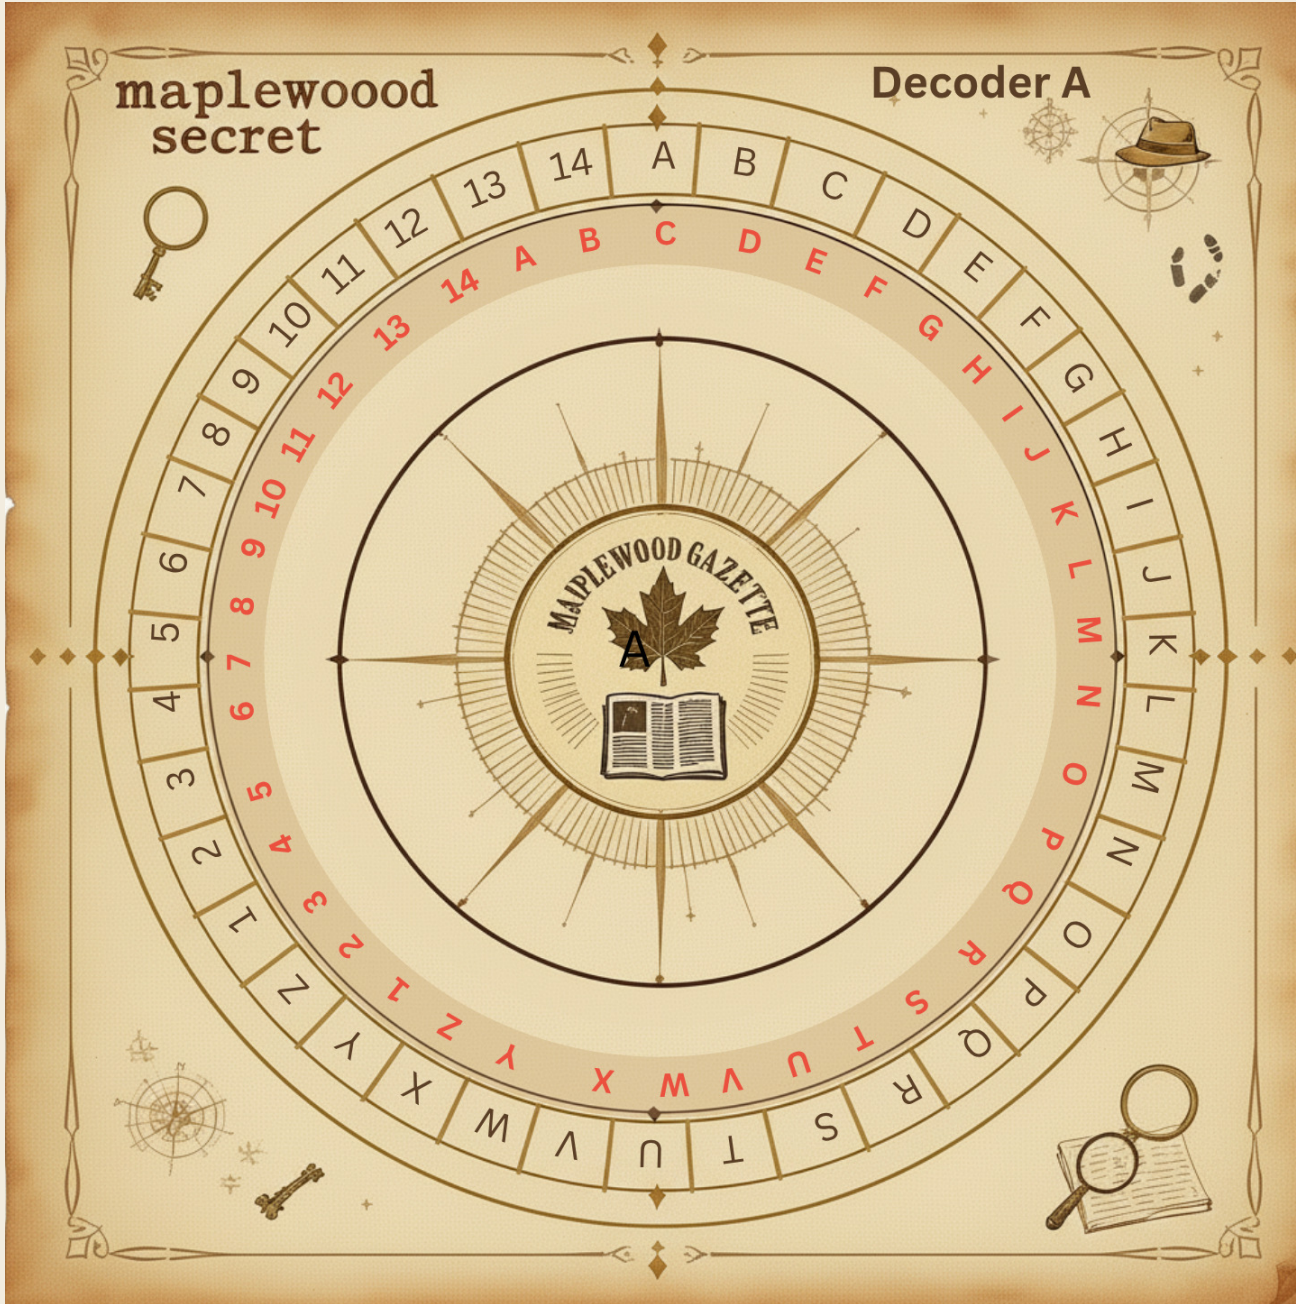 maplewoood
secret
Decoder A
A B C D E F G H I J K L M N O P Q R S T U V W X Y Z 1 2 3 4 5 6 7 8 9 10 11 12 13 14
C D E F G H I J K L M N O P Q R S T U V W X Y Z 1 2 3 4 5 6 7 8 9 10 11 12 13 14 A B
MAPLEWOOD GAZETTE
A